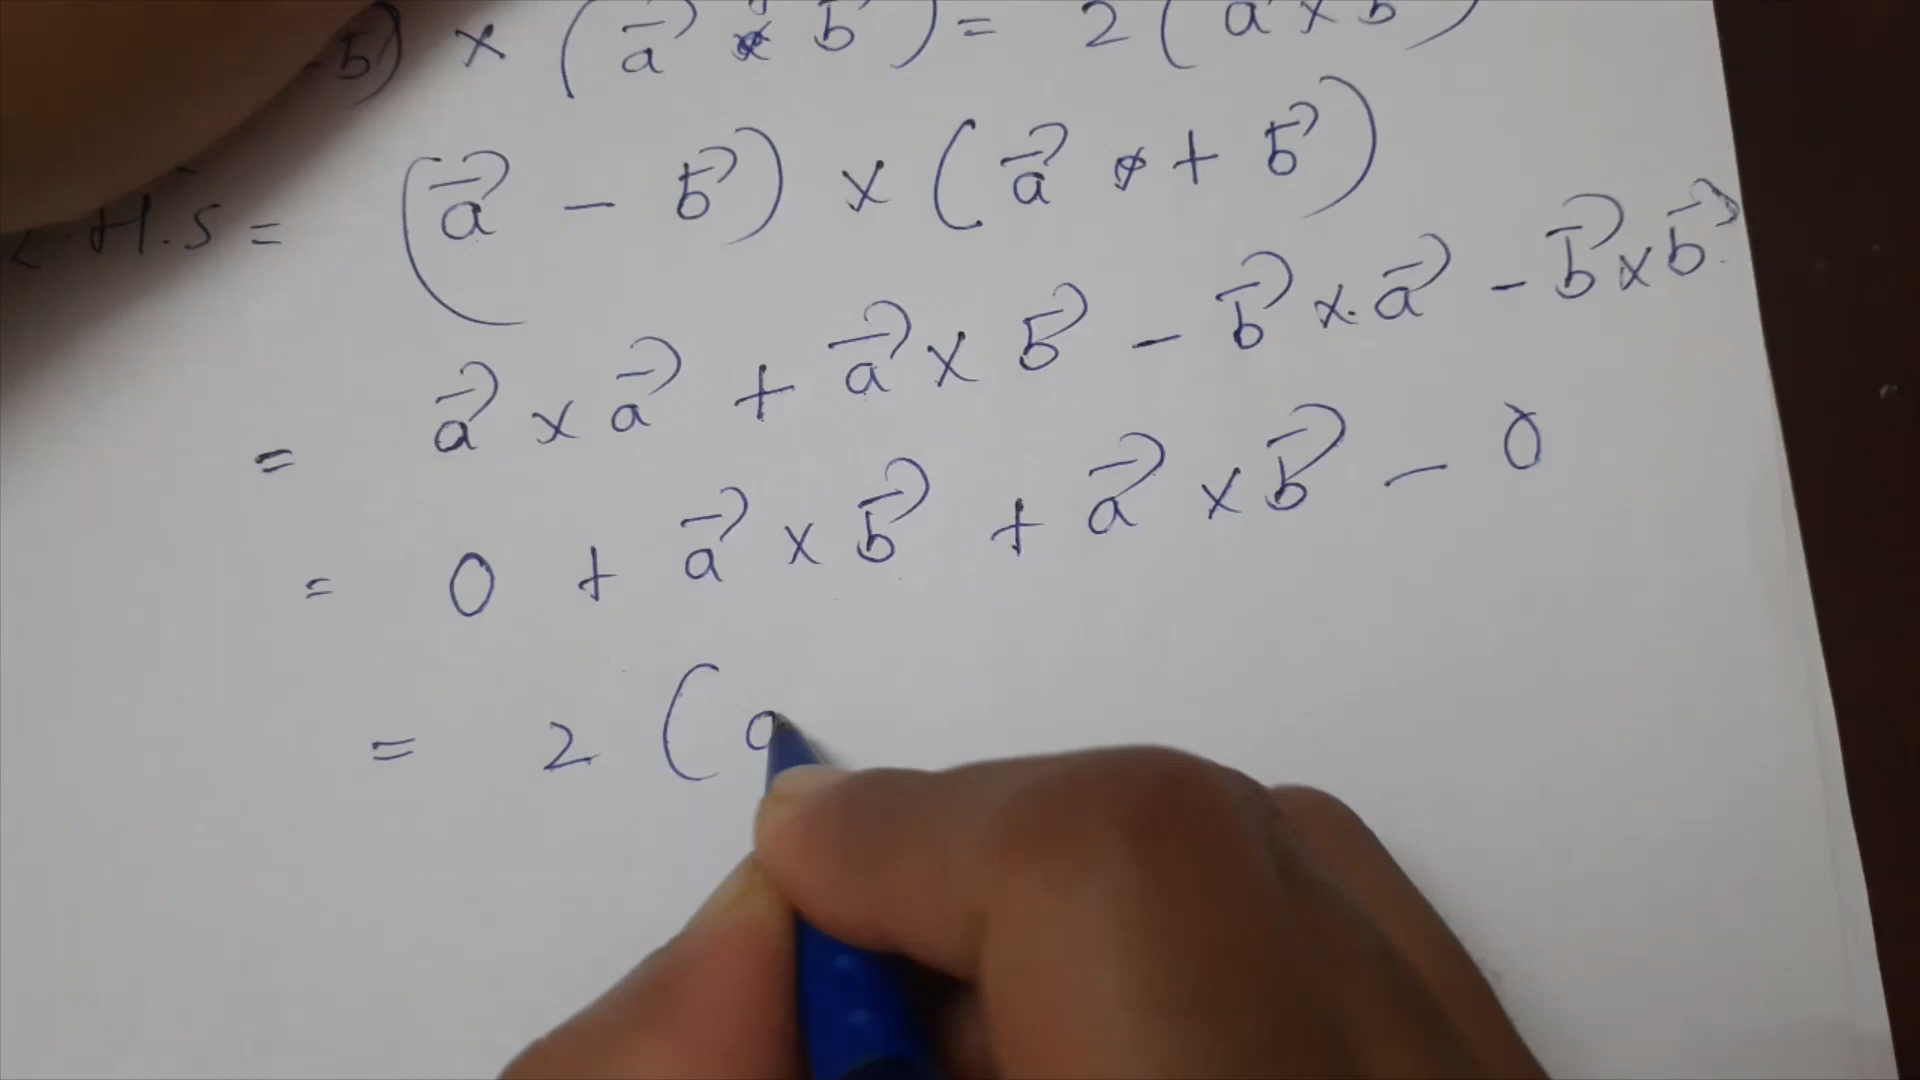 b) × (a⃗ × b⃗) = 2(a⃗×b⃗)
L.H.S = (a⃗ − b⃗) × (a⃗ + b⃗)
= a⃗ × a⃗ + a⃗ × b⃗ − b⃗ × a⃗ − b⃗ × b⃗
= 0 + a⃗ × b⃗ + a⃗ × b⃗ − 0
= 2 (a